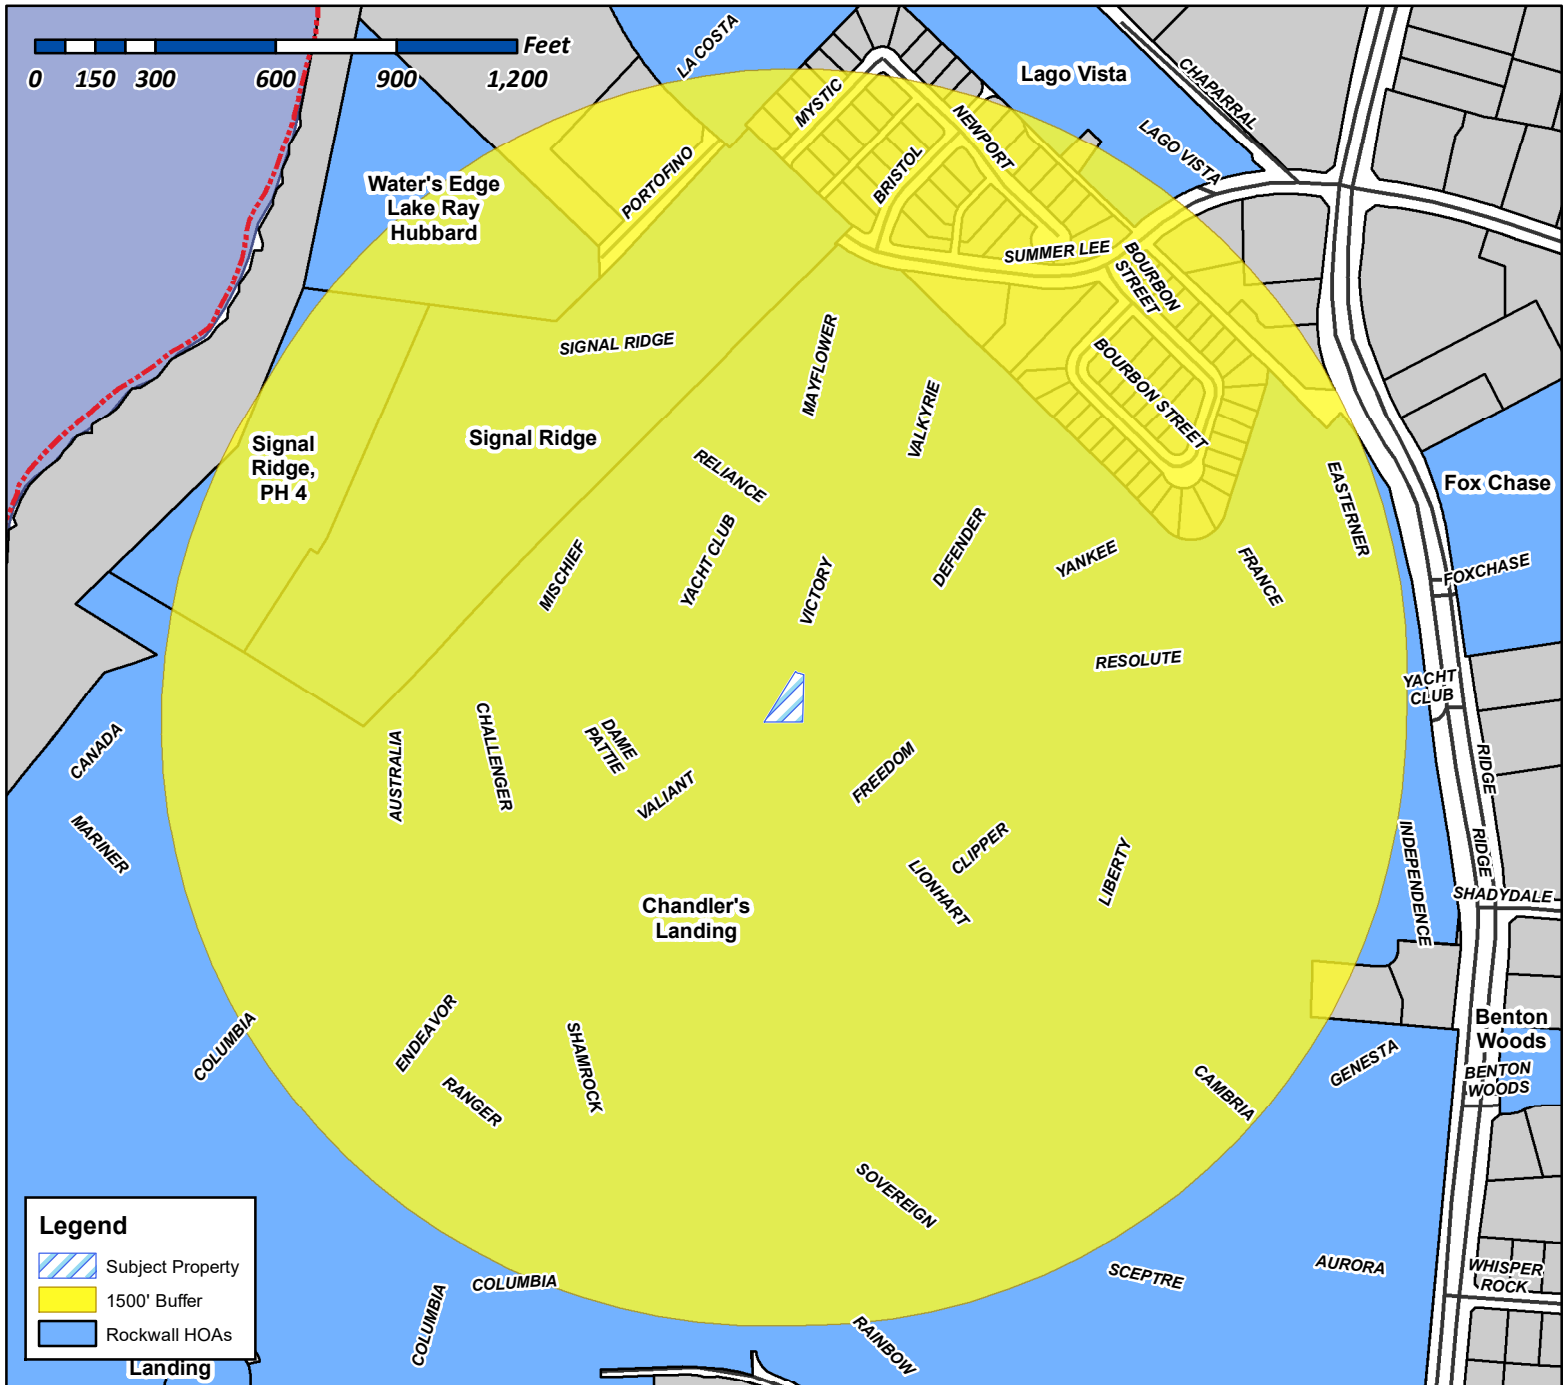 Feet
0 150 300 600 900 1,200
LA COSTA
Lago Vista
CHAPARRAL
MYSTIC
NEWPORT
LAGO VISTA
BRISTOL
PORTOFINO
Water's Edge
Lake Ray
Hubbard
SUMMER LEE
BOURBON
STREET
SIGNAL RIDGE
MAYFLOWER
BOURBON STREET
VALKYRIE
Signal Ridge
Signal
Ridge,
PH 4
RELIANCE
EASTERNER
Fox Chase
YACHT CLUB
MISCHIEF
DEFENDER
YANKEE
FRANCE
FOXCHASE
VICTORY
RESOLUTE
YACHT
CLUB
CANADA
AUSTRALIA
CHALLENGER
DAME
PATTIE
VALIANT
FREEDOM
RIDGE
MARINER
CLIPPER
LIONHART
LIBERTY
INDEPENDENCE
RIDGE
SHADYDALE
Chandler's
Landing
COLUMBIA
ENDEAVOR
RANGER
SHAMROCK
Benton
Woods
GENESTA
CAMBRIA
BENTON
WOODS
SOVEREIGN
SCEPTRE
AURORA
WHISPER
ROCK
COLUMBIA
COLUMBIA
RAINBOW
Legend
Subject Property
1500' Buffer
Rockwall HOAs
Landing